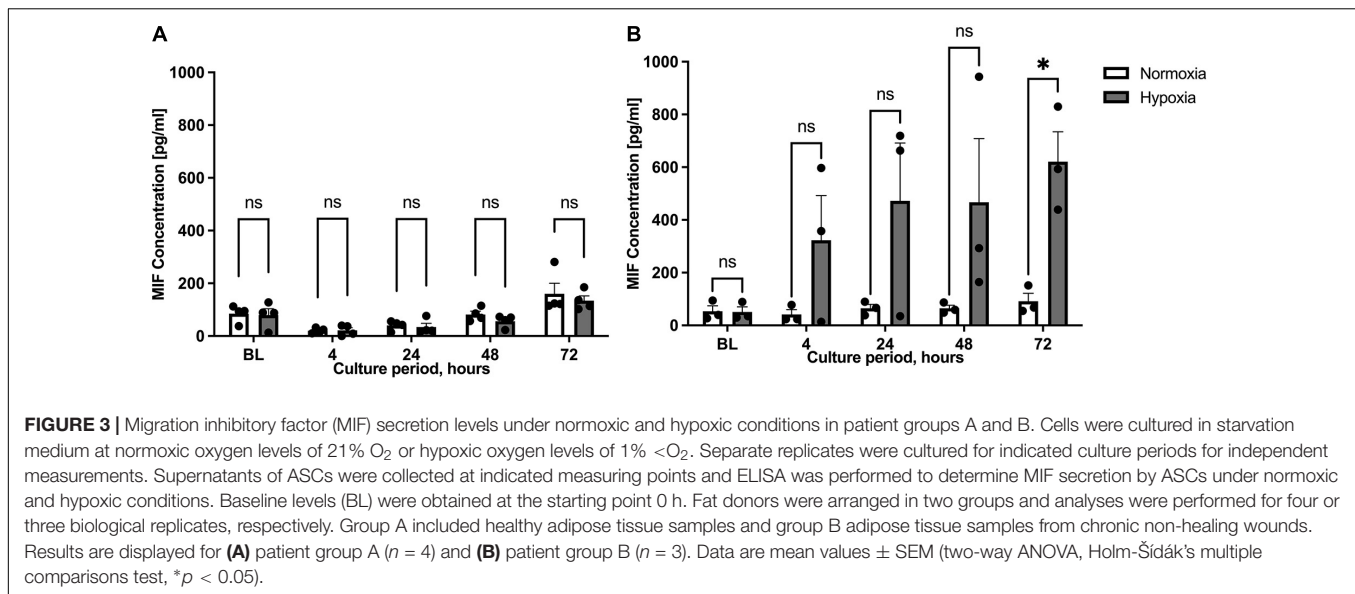 A
MIF Concentration [pg/ml]
1000
800
600
400
200
0
ns
ns
ns
ns
ns
BL
4
24
48
72
Culture period, hours
B
MIF Concentration [pg/ml]
1000
800
600
400
200
0
ns
ns
ns
ns
*
BL
4
24
48
72
Culture period, hours
Normoxia
Hypoxia
FIGURE 3 | Migration inhibitory factor (MIF) secretion levels under normoxic and hypoxic conditions in patient groups A and B. Cells were cultured in starvation
medium at normoxic oxygen levels of 21% O₂ or hypoxic oxygen levels of 1% <O₂. Separate replicates were cultured for indicated culture periods for independent
measurements. Supernatants of ASCs were collected at indicated measuring points and ELISA was performed to determine MIF secretion by ASCs under normoxic
and hypoxic conditions. Baseline levels (BL) were obtained at the starting point 0 h. Fat donors were arranged in two groups and analyses were performed for four or
three biological replicates, respectively. Group A included healthy adipose tissue samples and group B adipose tissue samples from chronic non-healing wounds.
Results are displayed for (A) patient group A (n = 4) and (B) patient group B (n = 3). Data are mean values ± SEM (two-way ANOVA, Holm-Šídák's multiple
comparisons test, *p < 0.05).